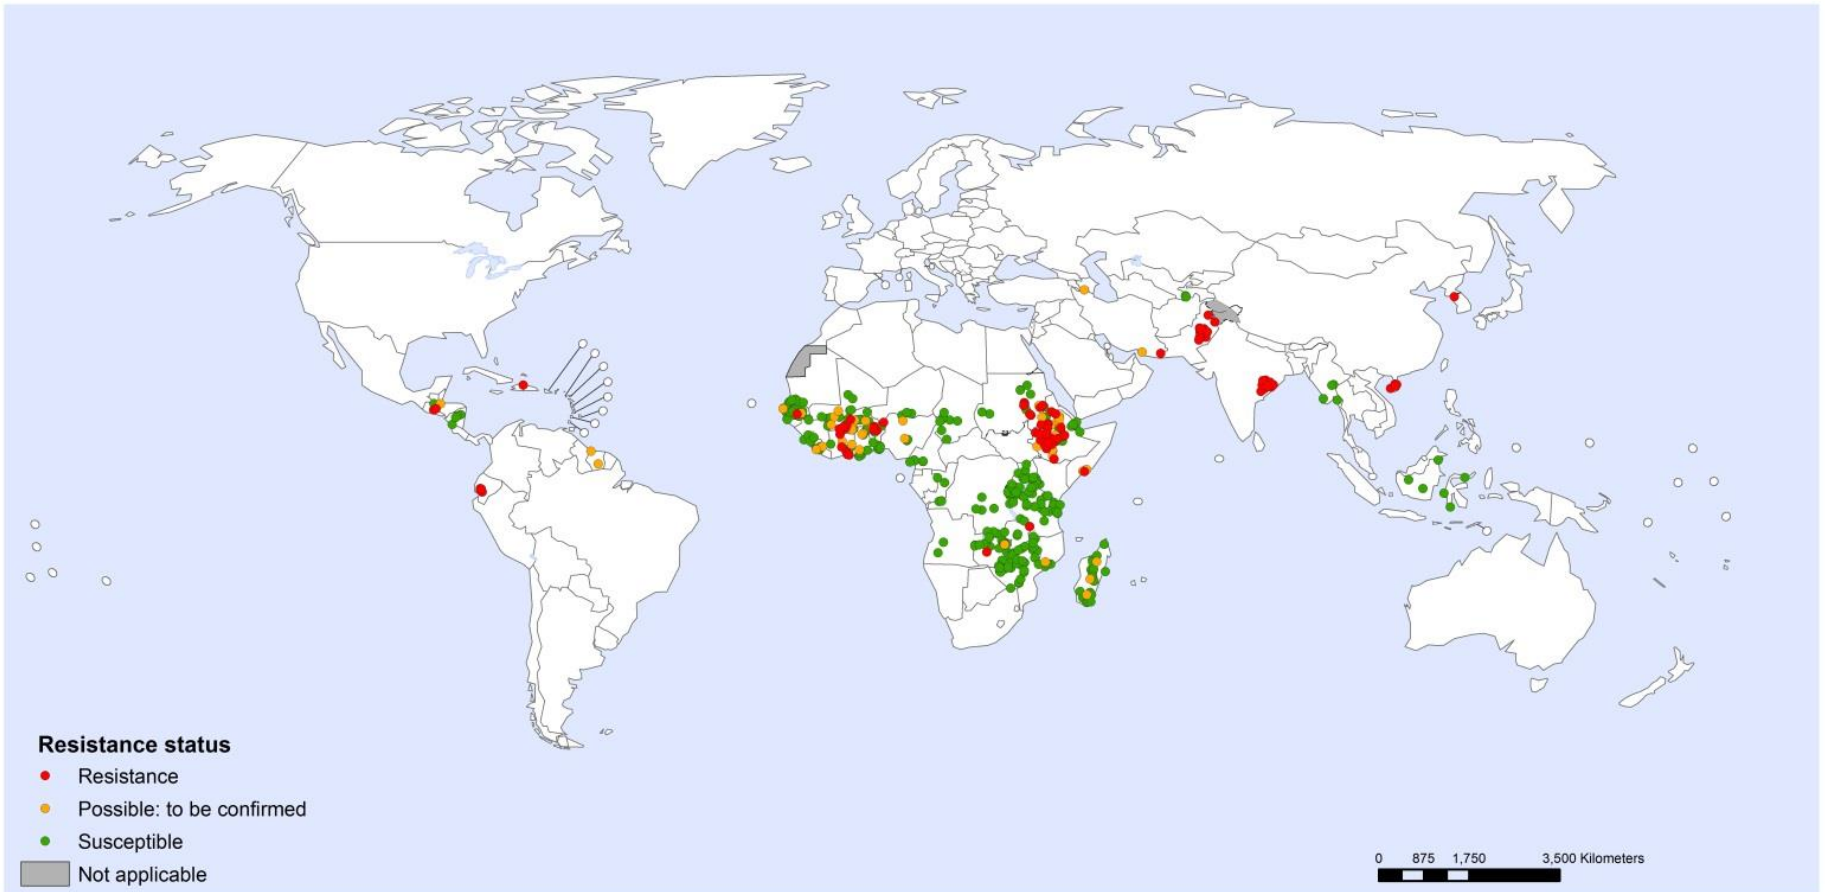 Resistance status
Resistance
Possible: to be confirmed
Susceptible
Not applicable
0 875 1,750 3,500 Kilometers